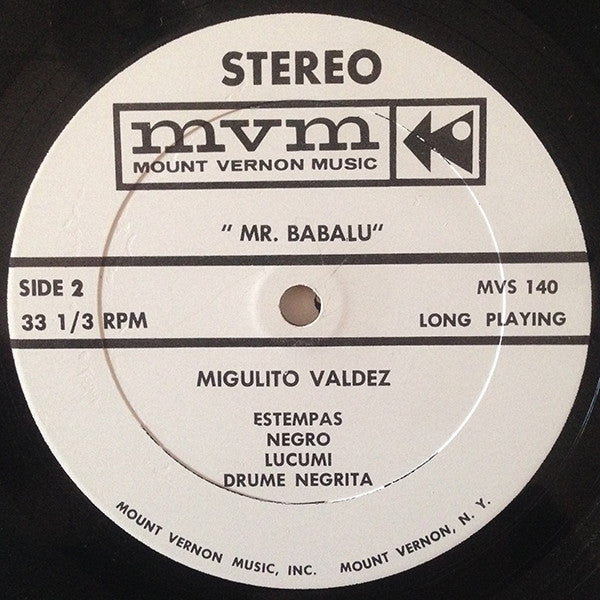 STEREO
mvm
MOUNT VERNON MUSIC
" MR. BABALU"
SIDE 2
MVS 140
33 1/3 RPM
LONG PLAYING
MIGULITO VALDEZ
ESTEMPAS
NEGRO
LUCUMI
DRUME NEGRITA
MOUNT VERNON MUSIC, INC. MOUNT VERNON, N. Y.